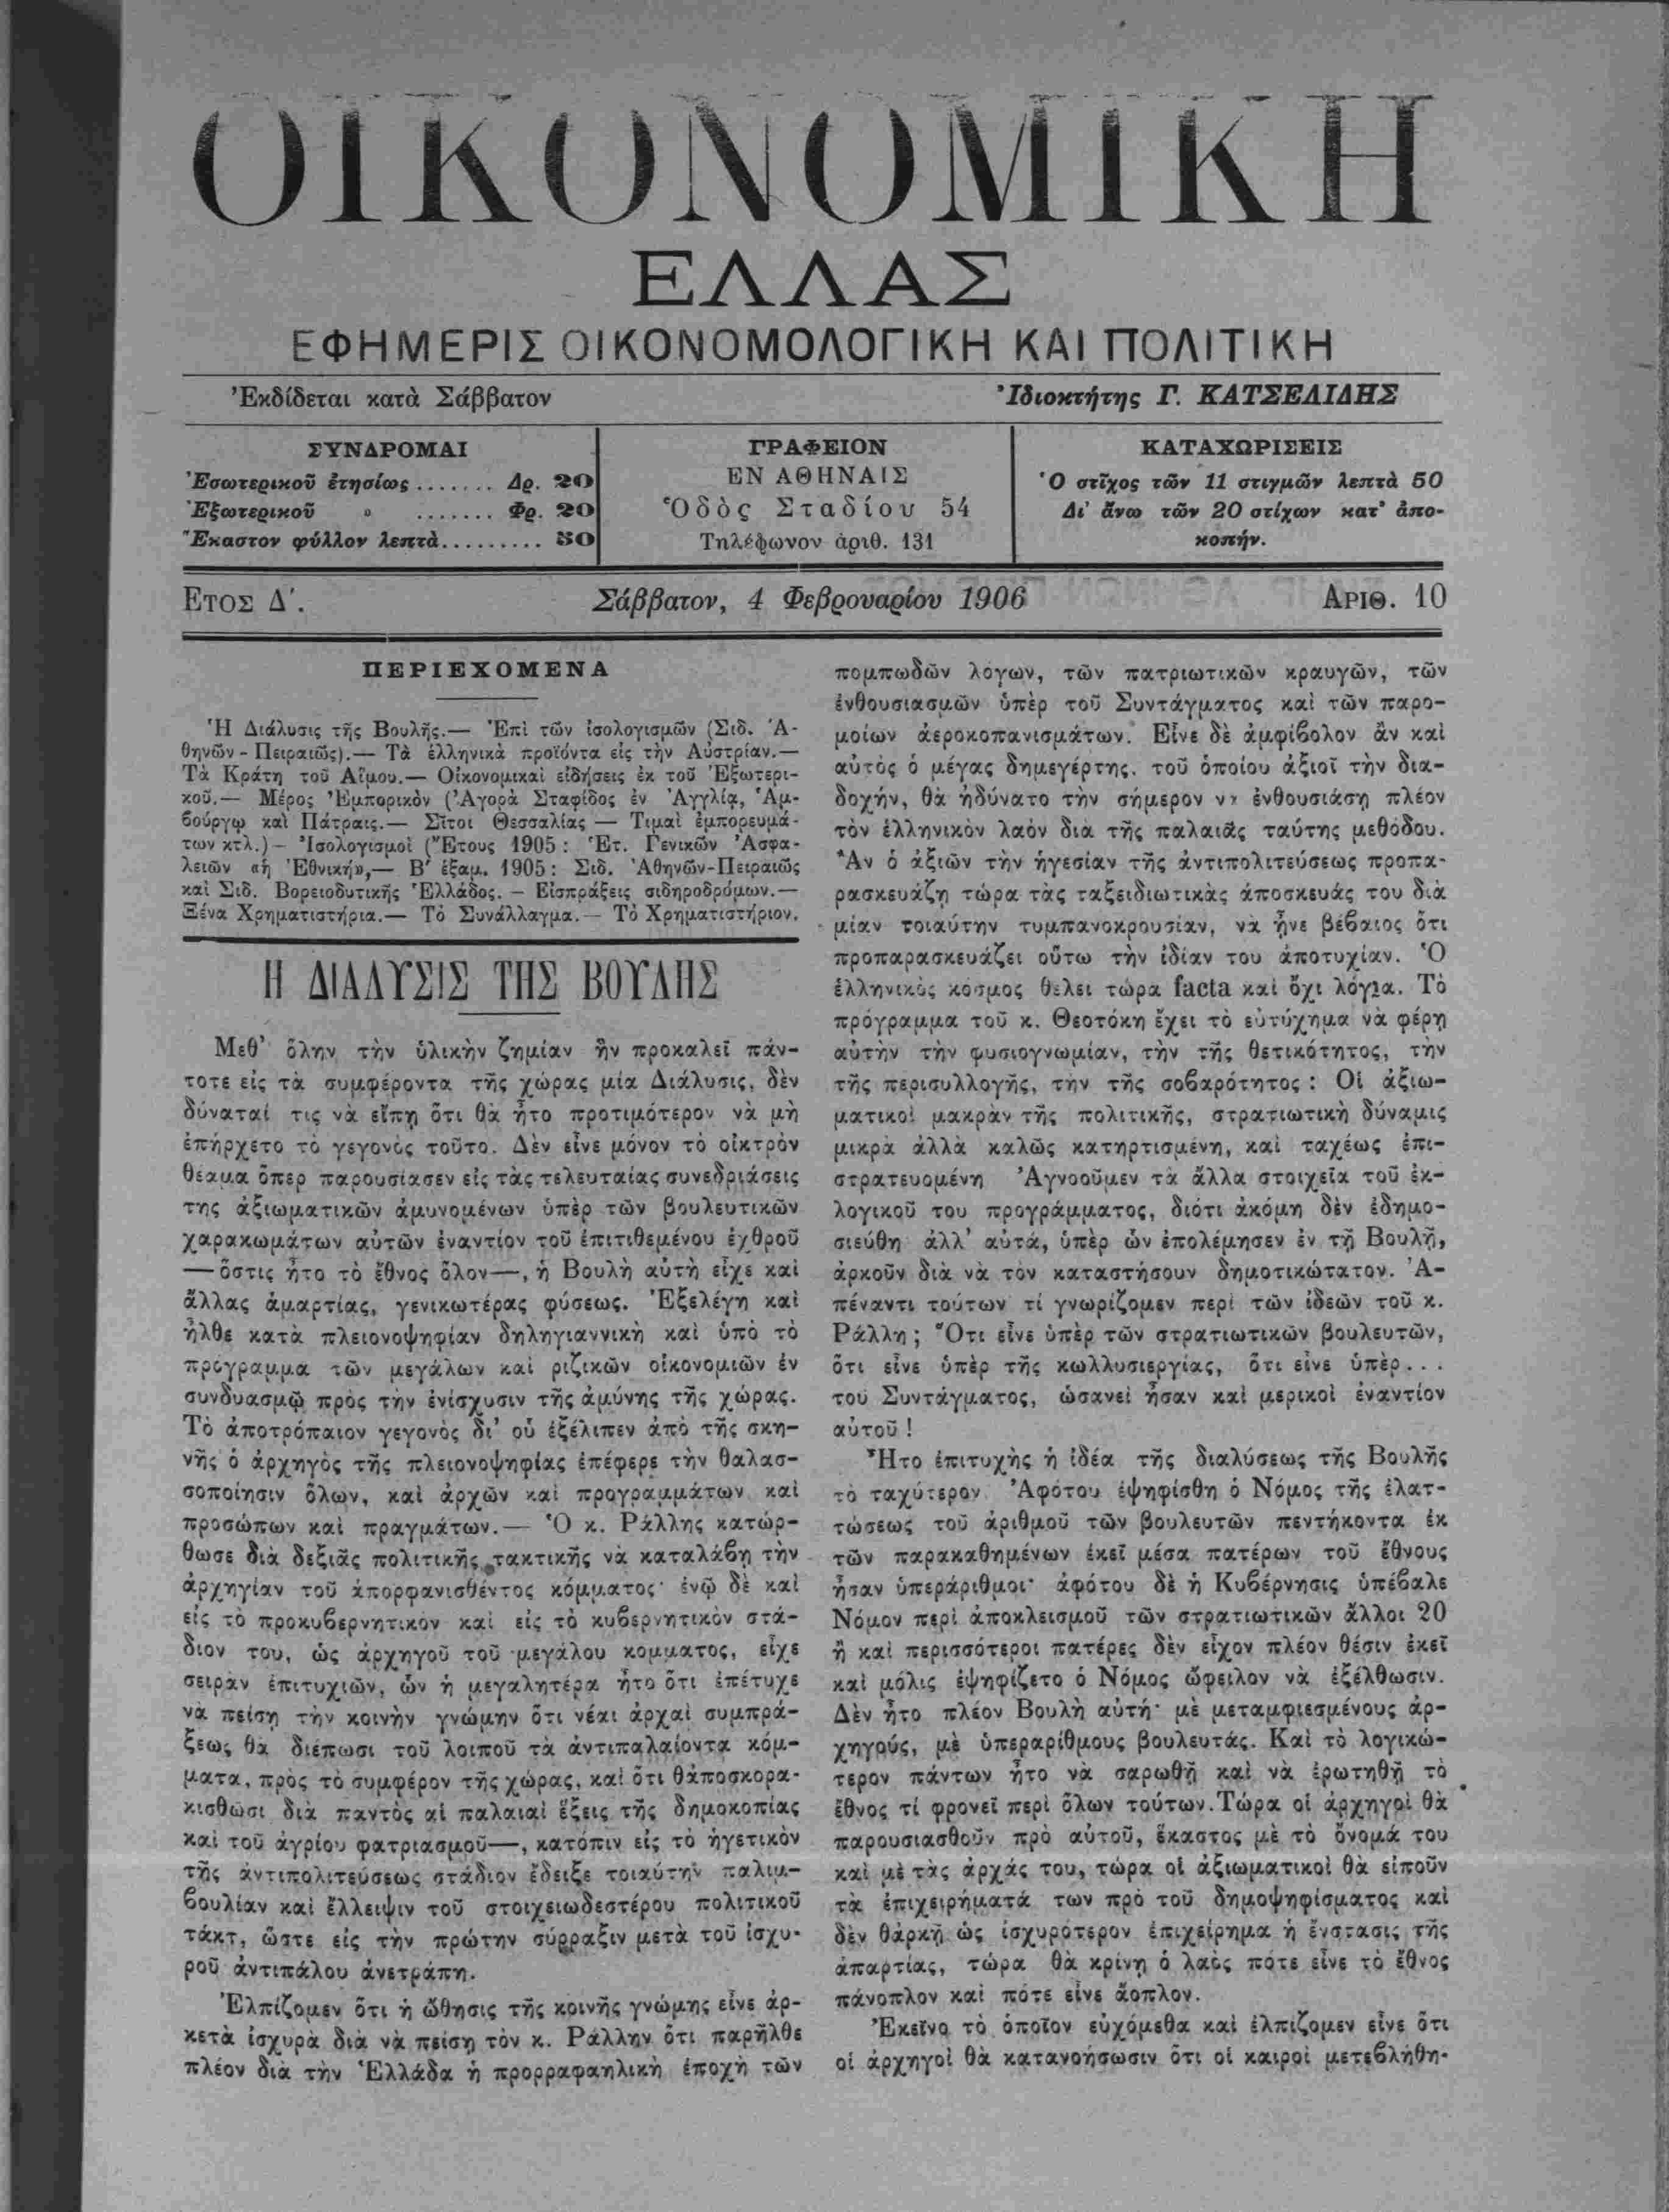 ΟΙΚΟΝΟΜΙΚΗ
ΕΛΛΑΣ
ΕΦΗΜΕΡΙΣ ΟΙΚΟΝΟΜΟΛΟΓΙΚΗ ΚΑΙ ΠΟΛΙΤΙΚΗ
Ἐκδίδεται κατὰ Σάββατον
Ἰδιοκτήτης Γ. ΚΑΤΣΕΛΙΔΗΣ
ΣΥΝΔΡΟΜΑΙ
Ἐσωτερικοῦ ἐτησίως ....... Δρ. 20
Ἐξωτερικοῦ » ....... Φρ. 20
Ἕκαστον φύλλον λεπτὰ......... 50
ΓΡΑΦΕΙΟΝ
ΕΝ ΑΘΗΝΑΙΣ
Ὁδὸς Σταδίου 54
Τηλέφωνον ἀριθ. 131
ΚΑΤΑΧΩΡΙΣΕΙΣ
Ὁ στῖχος τῶν 11 στιγμῶν λεπτὰ 50
Δι' ἄνω τῶν 20 στίχων κατ' ἀπο-
κοπήν.
ΕΤΟΣ Δ΄.
Σάββατον, 4 Φεβρουαρίου 1906
ΑΡΙΘ. 10
ΠΕΡΙΕΧΟΜΕΝΑ
Ἡ Διάλυσις τῆς Βουλῆς.— Ἐπὶ τῶν ἰσολογισμῶν (Σιδ. Ἀ-
θηνῶν - Πειραιῶς).— Τὰ ἑλληνικὰ προϊόντα εἰς τὴν Αὐστρίαν.—
Τὰ Κράτη τοῦ Αἵμου.— Οἰκονομικαὶ εἰδήσεις ἐκ τοῦ Ἐξωτερι-
κοῦ.— Μέρος Ἐμπορικὸν (Ἀγορὰ Σταφίδος ἐν Ἀγγλίᾳ, Ἁμ-
βούργῳ καὶ Πάτραις.— Σῖτοι Θεσσαλίας — Τιμαὶ ἐμπορευμά-
των κτλ.)— Ἰσολογισμοὶ (Ἔτους 1905 : Ἑτ. Γενικῶν Ἀσφα-
λειῶν «ἡ Ἐθνικὴ»,— Β΄ ἑξαμ. 1905 : Σιδ. Ἀθηνῶν-Πειραιῶς
καὶ Σιδ. Βορειοδυτικῆς Ἑλλάδος. – Εἰσπράξεις σιδηροδρόμων.—
Ξένα Χρηματιστήρια.— Τὸ Συνάλλαγμα.— Τὸ Χρηματιστήριον.
Η ΔΙΑΛΥΣΙΣ ΤΗΣ ΒΟΥΛΗΣ
Μεθ' ὅλην τὴν ὑλικὴν ζημίαν ἣν προκαλεῖ πάν-
τοτε εἰς τὰ συμφέροντα τῆς χώρας μία Διάλυσις, δὲν
δύναταί τις νὰ εἴπῃ ὅτι θὰ ἦτο προτιμότερον νὰ μὴ
ἐπήρχετο τὸ γεγονὸς τοῦτο. Δὲν εἶνε μόνον τὸ οἰκτρὸν
θέαμα ὅπερ παρουσίασεν εἰς τὰς τελευταίας συνεδριάσεις
της ἀξιωματικῶν ἀμυνομένων ὑπὲρ τῶν βουλευτικῶν
χαρακωμάτων αὐτῶν ἐναντίον τοῦ ἐπιτιθεμένου ἐχθροῦ
—ὅστις ἦτο τὸ ἔθνος ὅλον—, ἡ Βουλὴ αὐτὴ εἶχε καὶ
ἄλλας ἁμαρτίας, γενικωτέρας φύσεως. Ἐξελέγη καὶ
ἦλθε κατὰ πλειονοψηφίαν δηληγιαννικὴ καὶ ὑπὸ τὸ
πρόγραμμα τῶν μεγάλων καὶ ριζικῶν οἰκονομιῶν ἐν
συνδυασμῷ πρὸς τὴν ἐνίσχυσιν τῆς ἀμύνης τῆς χώρας.
Τὸ ἀποτρόπαιον γεγονὸς δι' οὗ ἐξέλιπεν ἀπὸ τῆς σκη-
νῆς ὁ ἀρχηγὸς τῆς πλειονοψηφίας ἐπέφερε τὴν θαλασ-
σοποίησιν ὅλων, καὶ ἀρχῶν καὶ προγραμμάτων καὶ
προσώπων καὶ πραγμάτων.— Ὁ κ. Ράλλης κατώρ-
θωσε διὰ δεξιᾶς πολιτικῆς τακτικῆς νὰ καταλάβῃ τὴν
ἀρχηγίαν τοῦ ἀπορφανισθέντος κόμματος· ἐνῷ δὲ καὶ
εἰς τὸ προκυβερνητικὸν καὶ εἰς τὸ κυβερνητικὸν στά-
διον του, ὡς ἀρχηγοῦ τοῦ μεγάλου κομματος, εἶχε
σειρὰν ἐπιτυχιῶν, ὧν ἡ μεγαλητέρα ἦτο ὅτι ἐπέτυχε
νὰ πείσῃ τὴν κοινὴν γνώμην ὅτι νέαι ἀρχαὶ συμπρά-
ξεως θὰ διέπωσι τοῦ λοιποῦ τὰ ἀντιπαλαίοντα κόμ-
ματα, πρὸς τὸ συμφέρον τῆς χώρας, καὶ ὅτι θἀποσκορα-
κισθῶσι διὰ παντὸς αἱ παλαιαὶ ἕξεις τῆς δημοκοπίας
καὶ τοῦ ἀγρίου φατριασμοῦ—, κατόπιν εἰς τὸ ἡγετικὸν
τῆς ἀντιπολιτεύσεως στάδιον ἔδειξε τοιαύτην παλιμ-
βουλίαν καὶ ἔλλειψιν τοῦ στοιχειωδεστέρου πολιτικοῦ
τάκτ, ὥστε εἰς τὴν πρώτην σύρραξιν μετὰ τοῦ ἰσχυ-
ροῦ ἀντιπάλου ἀνετράπη.
Ἐλπίζομεν ὅτι ἡ ὤθησις τῆς κοινῆς γνώμης εἶνε ἀρ-
κετὰ ἰσχυρὰ διὰ νὰ πείσῃ τὸν κ. Ράλλην ὅτι παρῆλθε
πλέον διὰ τὴν Ἑλλάδα ἡ προρραφαηλικὴ ἐποχὴ τῶν
πομπωδῶν λόγων, τῶν πατριωτικῶν κραυγῶν, τῶν
ἐνθουσιασμῶν ὑπὲρ τοῦ Συντάγματος καὶ τῶν παρο-
μοίων ἀεροκοπανισμάτων. Εἶνε δὲ ἀμφίβολον ἂν καὶ
αὐτὸς ὁ μέγας δημεγέρτης, τοῦ ὁποίου ἀξιοῖ τὴν δια-
δοχήν, θὰ ἠδύνατο τὴν σήμερον νὰ ἐνθουσιάσῃ πλέον
τὸν ἑλληνικὸν λαὸν διὰ τῆς παλαιᾶς ταύτης μεθόδου.
Ἂν ὁ ἀξιῶν τὴν ἡγεσίαν τῆς ἀντιπολιτεύσεως προπα-
ρασκευάζῃ τώρα τὰς ταξειδιωτικὰς ἀποσκευάς του διὰ
μίαν τοιαύτην τυμπανοκρουσίαν, νὰ ἦνε βέβαιος ὅτι
προπαρασκευάζει οὕτω τὴν ἰδίαν του ἀποτυχίαν. Ὁ
ἑλληνικὸς κόσμος θέλει τώρα facta καὶ ὄχι λόγια. Τὸ
πρόγραμμα τοῦ κ. Θεοτόκη ἔχει τὸ εὐτύχημα νὰ φέρῃ
αὐτὴν τὴν φυσιογνωμίαν, τὴν τῆς θετικότητος, τὴν
τῆς περισυλλογῆς, τὴν τῆς σοβαρότητος : Οἱ ἀξιω-
ματικοὶ μακρὰν τῆς πολιτικῆς, στρατιωτικὴ δύναμις
μικρὰ ἀλλὰ καλῶς κατηρτισμένη, καὶ ταχέως ἐπι-
στρατευομένη Ἀγνοοῦμεν τὰ ἄλλα στοιχεῖα τοῦ ἐκ-
λογικοῦ του προγράμματος, διότι ἀκόμη δὲν ἐδημο-
σιεύθη ἀλλ' αὐτά, ὑπὲρ ὧν ἐπολέμησεν ἐν τῇ Βουλῇ,
ἀρκοῦν διὰ νὰ τὸν καταστήσουν δημοτικώτατον. Ἀ-
πέναντι τούτων τί γνωρίζομεν περὶ τῶν ἰδεῶν τοῦ κ.
Ράλλη ; Ὅτι εἶνε ὑπὲρ τῶν στρατιωτικῶν βουλευτῶν,
ὅτι εἶνε ὑπὲρ τῆς κωλλυσιεργίας, ὅτι εἶνε ὑπὲρ...
τοῦ Συντάγματος, ὡσανεὶ ἦσαν καὶ μερικοὶ ἐναντίον
αὐτοῦ !
Ἦτο ἐπιτυχὴς ἡ ἰδέα τῆς διαλύσεως τῆς Βουλῆς
τὸ ταχύτερον. Ἀφότου ἐψηφίσθη ὁ Νόμος τῆς ἐλατ-
τώσεως τοῦ ἀριθμοῦ τῶν βουλευτῶν πεντήκοντα ἐκ
τῶν παρακαθημένων ἐκεῖ μέσα πατέρων τοῦ ἔθνους
ἦσαν ὑπεράριθμοι· ἀφότου δὲ ἡ Κυβέρνησις ὑπέβαλε
Νόμον περὶ ἀποκλεισμοῦ τῶν στρατιωτικῶν ἄλλοι 20
ἢ καὶ περισσότεροι πατέρες δὲν εἶχον πλέον θέσιν ἐκεῖ
καὶ μόλις ἐψηφίζετο ὁ Νόμος ὤφειλον νὰ ἐξέλθωσιν.
Δὲν ἦτο πλέον Βουλὴ αὐτή· μὲ μεταμφιεσμένους ἀρ-
χηγούς, μὲ ὑπεραρίθμους βουλευτάς. Καὶ τὸ λογικώ-
τερον πάντων ἦτο νὰ σαρωθῇ καὶ νὰ ἐρωτηθῇ τὸ
ἔθνος τί φρονεῖ περὶ ὅλων τούτων. Τώρα οἱ ἀρχηγοὶ θὰ
παρουσιασθοῦν πρὸ αὐτοῦ, ἕκαστος μὲ τὸ ὄνομά του
καὶ μὲ τὰς ἀρχάς του, τώρα οἱ ἀξιωματικοὶ θὰ εἰποῦν
τὰ ἐπιχειρήματά των πρὸ τοῦ δημοψηφίσματος καὶ
δὲν θἀρκῇ ὡς ἰσχυρότερον ἐπιχείρημα ἡ ἔνστασις τῆς
ἀπαρτίας, τώρα θὰ κρίνῃ ὁ λαὸς πότε εἶνε τὸ ἔθνος
πάνοπλον καὶ πότε εἶνε ἄοπλον.
Ἐκεῖνο τὸ ὁποῖον εὐχόμεθα καὶ ἐλπίζομεν εἶνε ὅτι
οἱ ἀρχηγοὶ θὰ κατανοήσωσιν ὅτι οἱ καιροὶ μετεβλήθη-